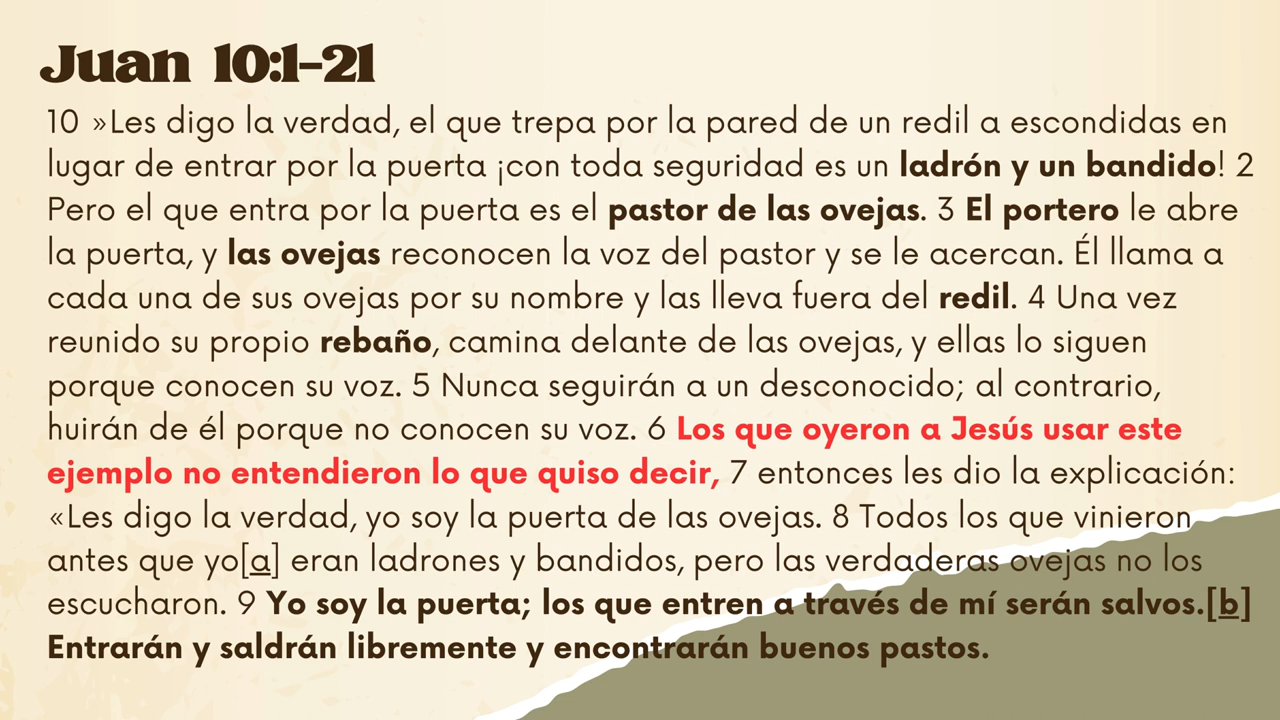 Juan 10:1-21
10 »Les digo la verdad, el que trepa por la pared de un redil a escondidas en
lugar de entrar por la puerta ¡con toda seguridad es un ladrón y un bandido! 2
Pero el que entra por la puerta es el pastor de las ovejas. 3 El portero le abre
la puerta, y las ovejas reconocen la voz del pastor y se le acercan. Él llama a
cada una de sus ovejas por su nombre y las lleva fuera del redil. 4 Una vez
reunido su propio rebaño, camina delante de las ovejas, y ellas lo siguen
porque conocen su voz. 5 Nunca seguirán a un desconocido; al contrario,
huirán de él porque no conocen su voz. 6 Los que oyeron a Jesús usar este
ejemplo no entendieron lo que quiso decir, 7 entonces les dio la explicación:
«Les digo la verdad, yo soy la puerta de las ovejas. 8 Todos los que vinieron
antes que yo[a] eran ladrones y bandidos, pero las verdaderas ovejas no los
escucharon. 9 Yo soy la puerta; los que entren a través de mí serán salvos.[b]
Entrarán y saldrán libremente y encontrarán buenos pastos.